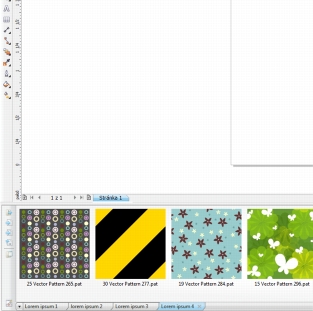 1 z 1
Stránka 1
25 Vector Pattern 265.pat
30 Vector Pattern 277.pat
19 Vector Pattern 284.pat
15 Vector Pattern 296.pat
Lorem ipsum 1
lorem ipsum 2
Lorem ipsum 3
Lorem ipsum 4